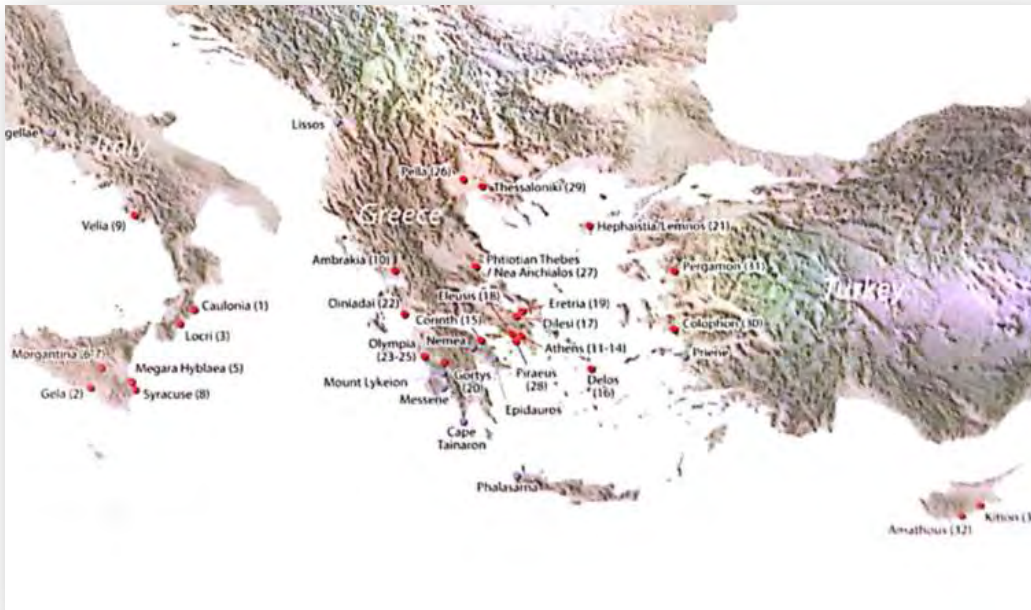 gellae
Italy
Lissos
Pella (26)
Thessaloniki (29)
Velia (9)
Greece
Hephaistia/Lemnos (21)
Ambrakia (10)
Phtiotian Thebes
/ Nea Anchialos (27)
Pergamon (31)
Turkey
Eleusis (18)
Eretria (19)
Oiniadai (22)
Caulonia (1)
Corinth (15)
Dilesi (17)
Colophon (30)
Locri (3)
Olympia
(23-25)
Nemea
Athens (11-14)
Priene
Morgantina (6-7)
Megara Hyblaea (5)
Mount Lykeion
Gortys
(20)
Piraeus
(28)
Delos
(16)
Gela (2)
Syracuse (8)
Messene
Epidauros
Cape
Tainaron
Phalasarna
Kition (3
Amathous (32)